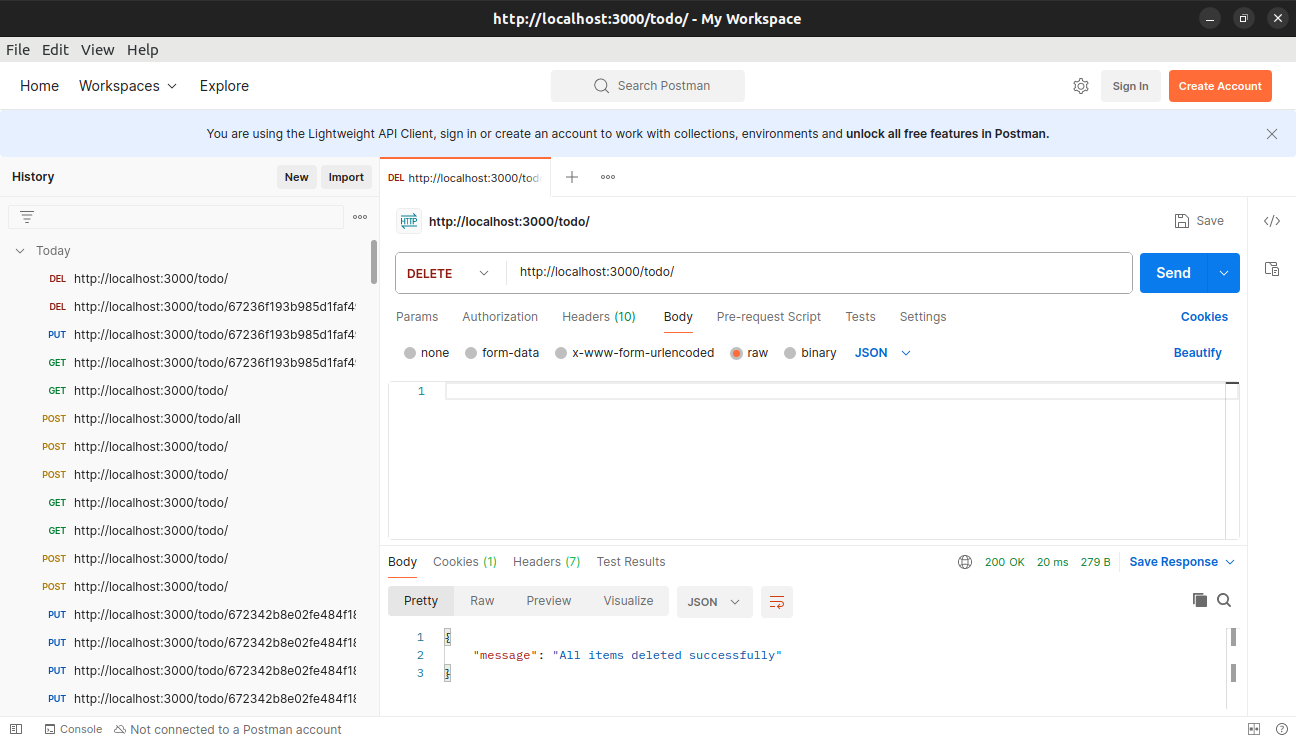 http://localhost:3000/todo/ - My Workspace
File Edit View Help
Home Workspaces Explore Search Postman Sign In Create Account
You are using the Lightweight API Client, sign in or create an account to work with collections, environments and unlock all free features in Postman.
History New Import
DEL http://localhost:3000/tod
http://localhost:3000/todo/ Save
Today
DEL http://localhost:3000/todo/
DEL http://localhost:3000/todo/67236f193b985d1faf4
PUT http://localhost:3000/todo/67236f193b985d1faf4
GET http://localhost:3000/todo/67236f193b985d1faf4
GET http://localhost:3000/todo/
POST http://localhost:3000/todo/all
POST http://localhost:3000/todo/
POST http://localhost:3000/todo/
GET http://localhost:3000/todo/
GET http://localhost:3000/todo/
POST http://localhost:3000/todo/
POST http://localhost:3000/todo/
PUT http://localhost:3000/todo/672342b8e02fe484f18
PUT http://localhost:3000/todo/672342b8e02fe484f18
PUT http://localhost:3000/todo/672342b8e02fe484f18
PUT http://localhost:3000/todo/672342b8e02fe484f18
HTTP
DELETE http://localhost:3000/todo/ Send
Params Authorization Headers (10) Body Pre-request Script Tests Settings Cookies
none form-data x-www-form-urlencoded raw binary JSON Beautify
1
Body Cookies (1) Headers (7) Test Results 200 OK 20 ms 279 B Save Response
Pretty Raw Preview Visualize JSON
1 {
2 "message": "All items deleted successfully"
3 }
Console Not connected to a Postman account